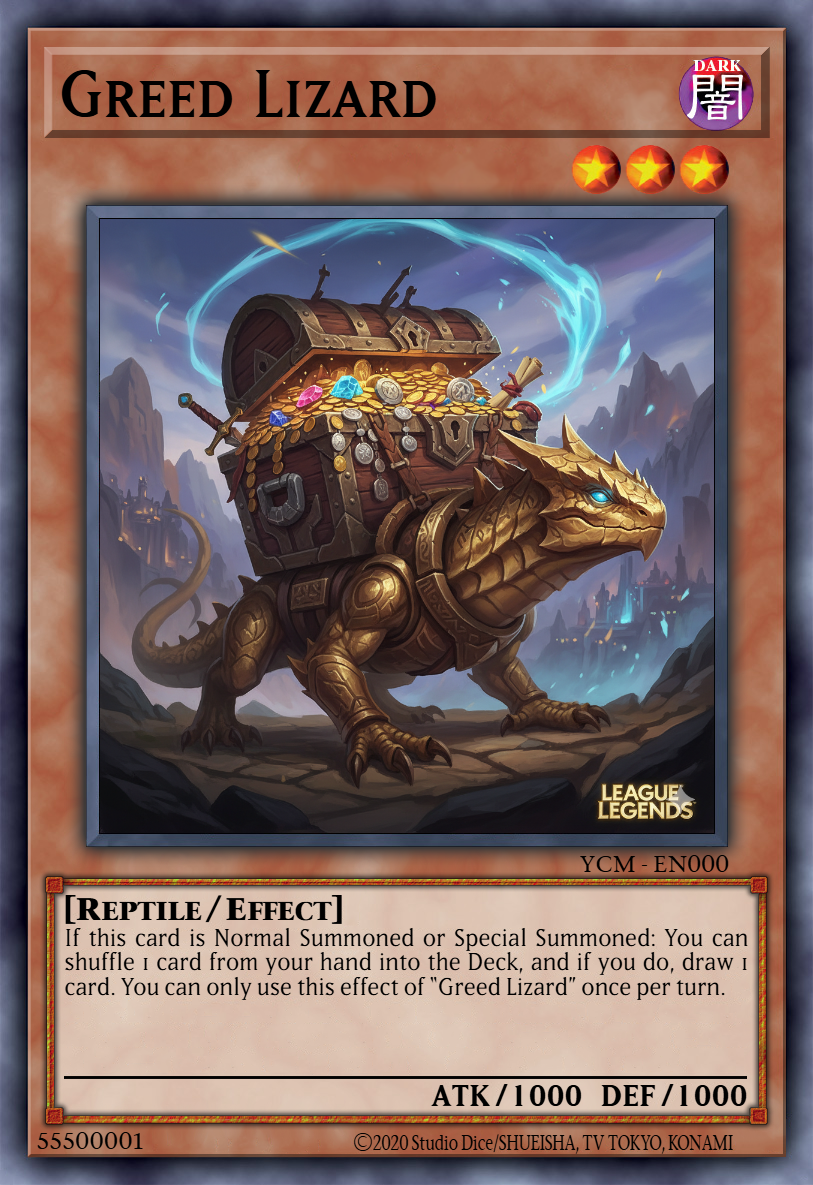 Greed Lizard
DARK
闇
LEAGUE
LEGENDS
YCM - EN000
[Reptile/Effect]
If this card is Normal Summoned or Special Summoned: You can
shuffle 1 card from your hand into the Deck, and if you do, draw 1
card. You can only use this effect of "Greed Lizard" once per turn.
ATK/1000 DEF/1000
55500001
©2020 Studio Dice/SHUEISHA, TV TOKYO, KONAMI